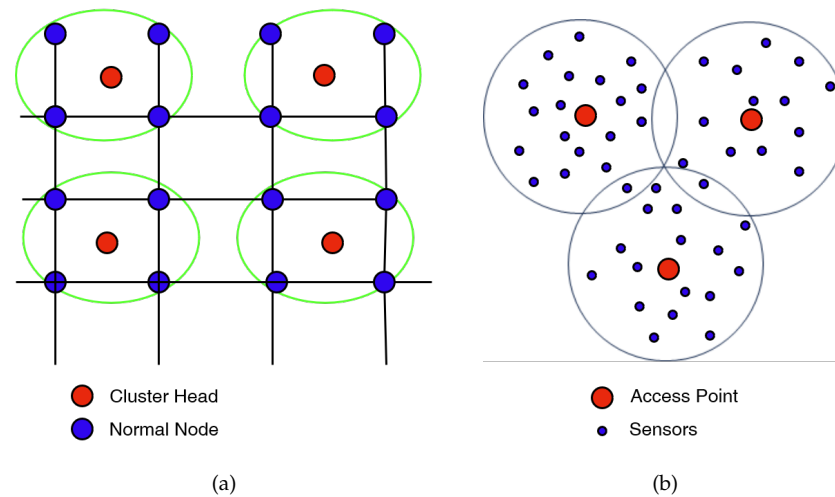 Cluster Head
Normal Node
(a)
Access Point
Sensors
(b)